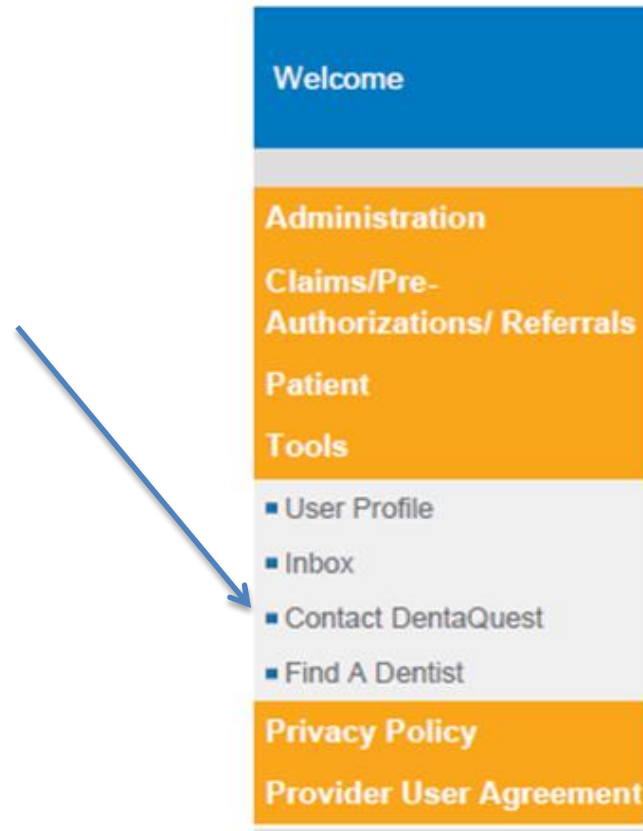 Welcome
Administration
Claims/Pre-
Authorizations/ Referrals
Patient
Tools
User Profile
Inbox
Contact DentaQuest
Find A Dentist
Privacy Policy
Provider User Agreement